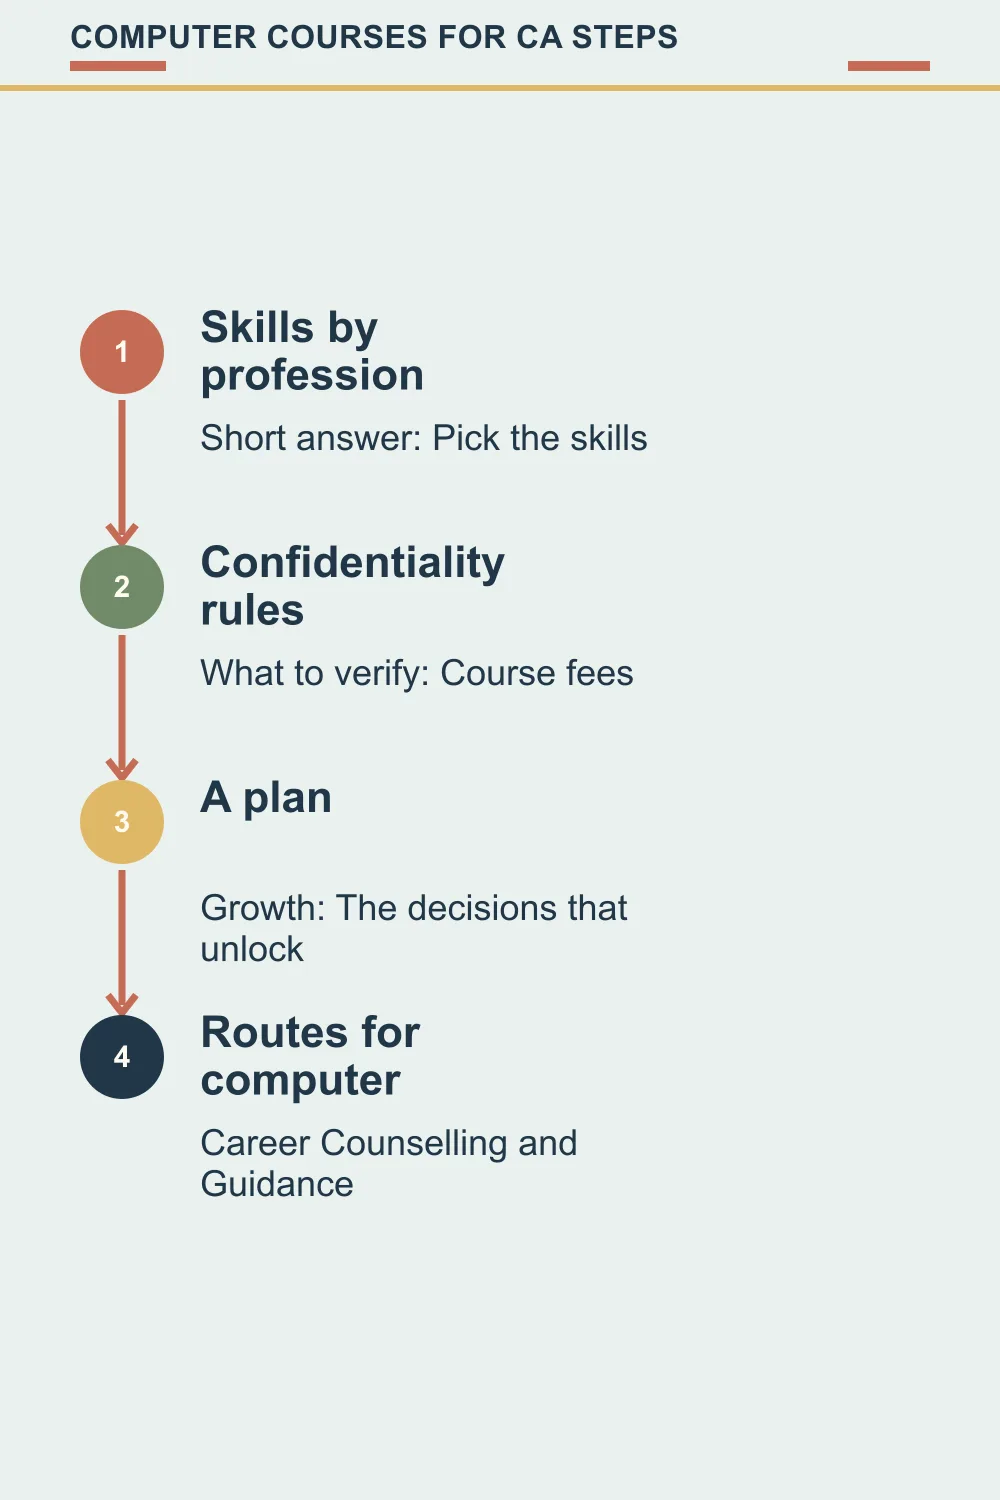 COMPUTER COURSES FOR CA STEPS
1
Skills by
profession
Short answer: Pick the skills
2
Confidentiality
rules
What to verify: Course fees
3
A plan
Growth: The decisions that
unlock
4
Routes for
computer
Career Counselling and
Guidance